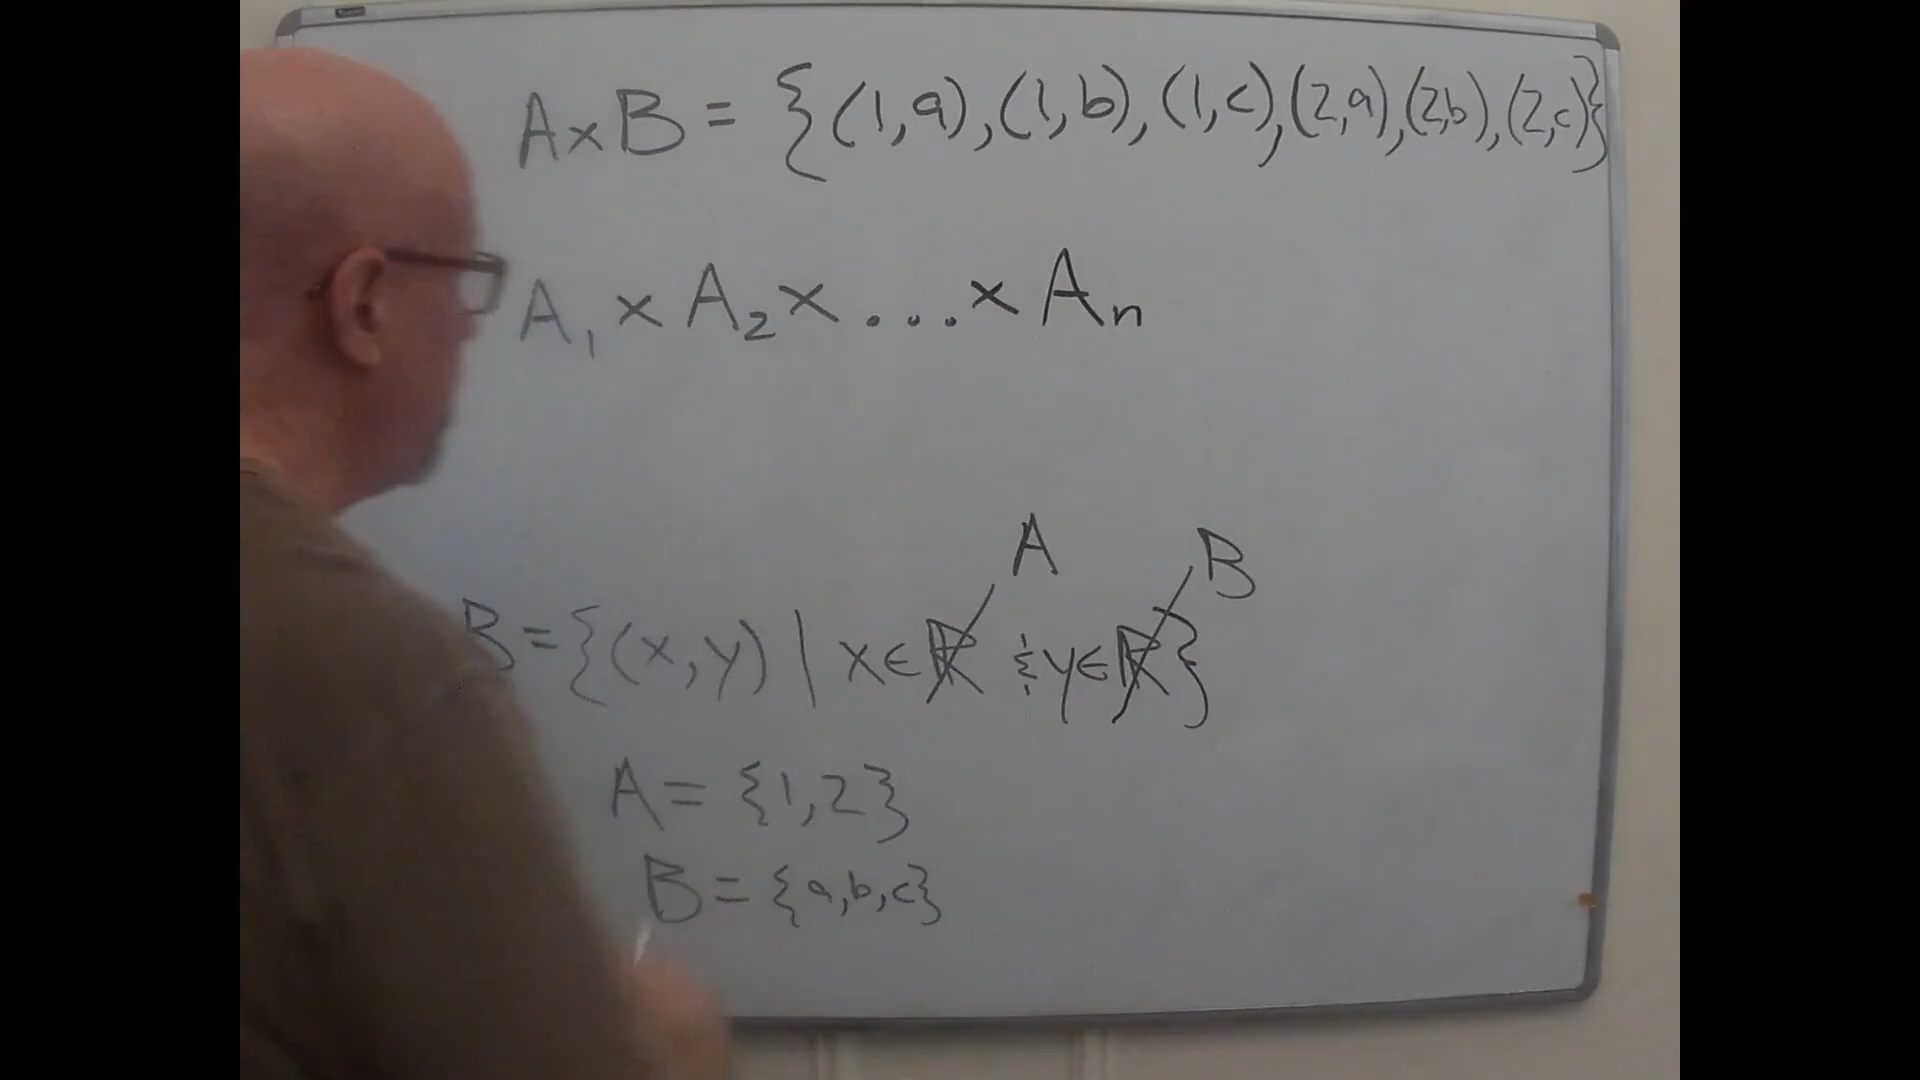 A×B = {(1,a),(1,b),(1,c),(2,a),(2,b),(2,c)}
A₁ × A₂ × . . . × Aₙ
A B
B = {(x,y) | x∈ℝ & y∈ℝ}
A = {1,2}
B = {a,b,c}